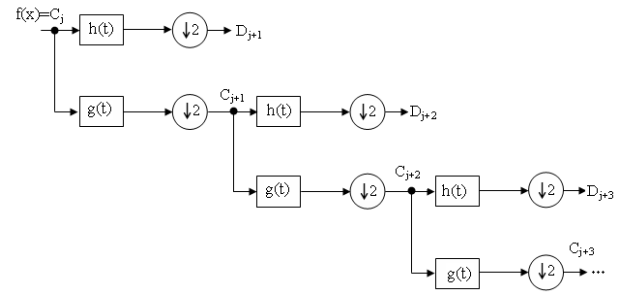 f(x)=Cj
h(t) ↓2 Dj+1
g(t) ↓2 Cj+1 h(t) ↓2 Dj+2
g(t) ↓2 Cj+2 h(t) ↓2 Dj+3
g(t) ↓2 Cj+3 ...